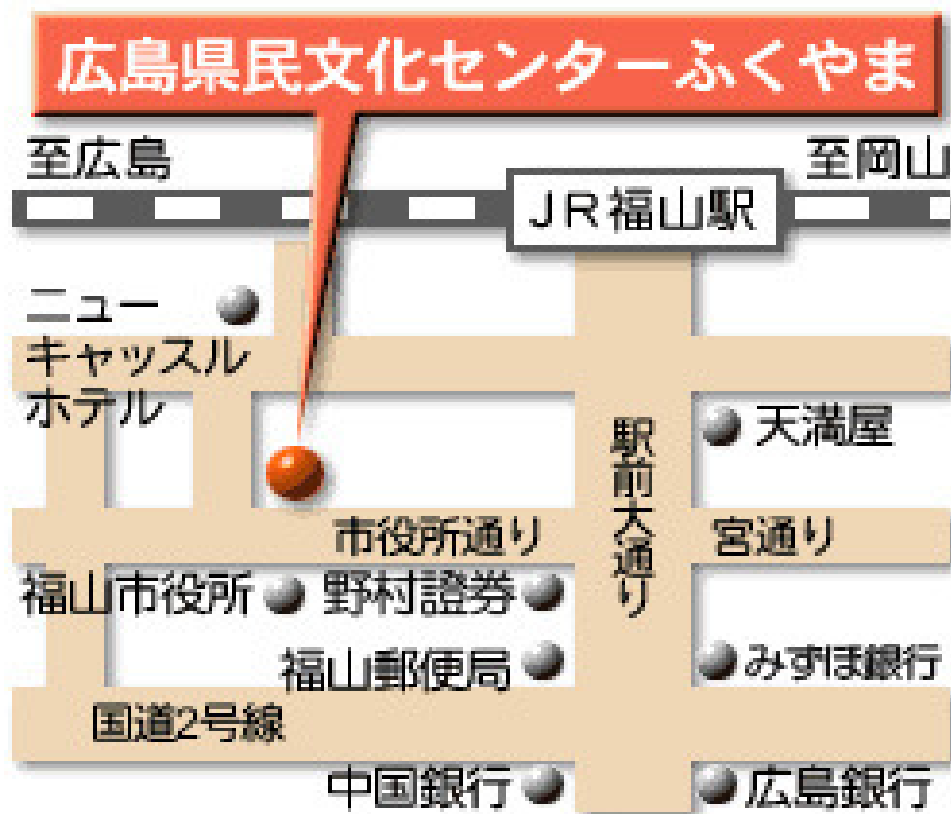 広島県民文化センターふくやま
至広島
至岡山
JR福山駅
ニュー
キャッスル
ホテル
天満屋
駅前大通り
市役所通り
宮通り
福山市役所
野村證券
福山郵便局
みずほ銀行
国道2号線
中国銀行
広島銀行